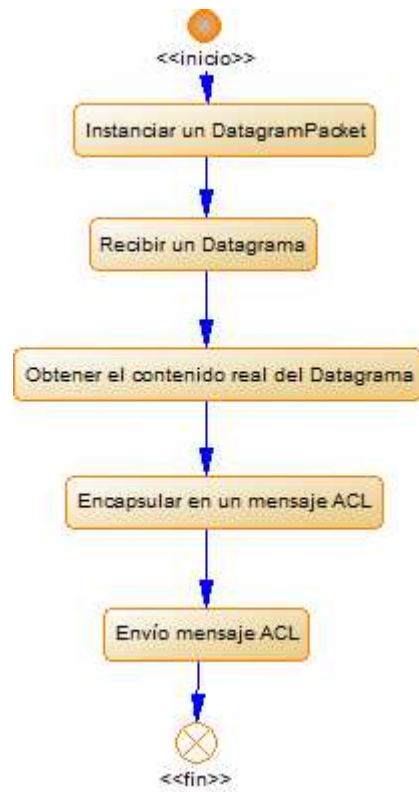 <<inicio>>
Instanciar un DatagramPacket
Recibir un Datagrama
Obtener el contenido real del Datagrama
Encapsular en un mensaje ACL
Envío mensaje ACL
<<fin>>